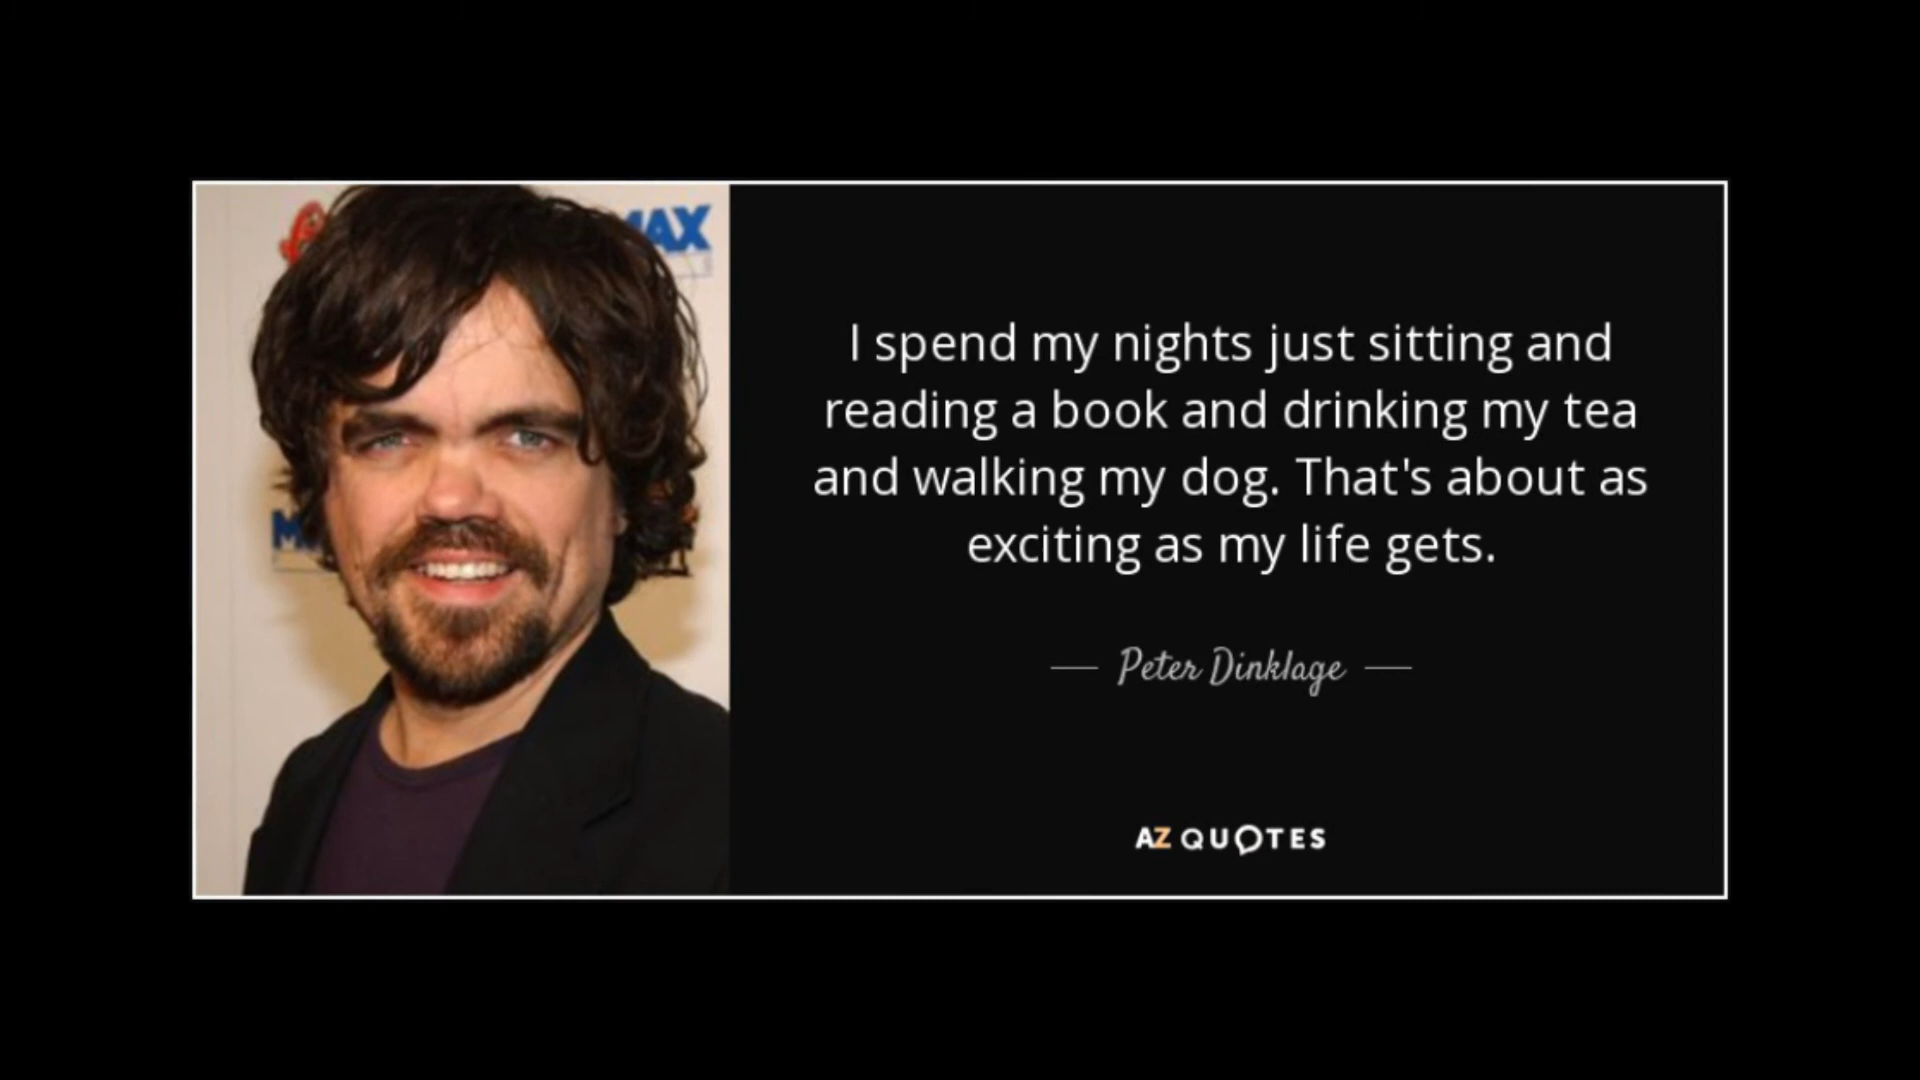 MAX
I spend my nights just sitting and
reading a book and drinking my tea
and walking my dog. That's about as
exciting as my life gets.
Peter Dinklage
AZ QUOTES